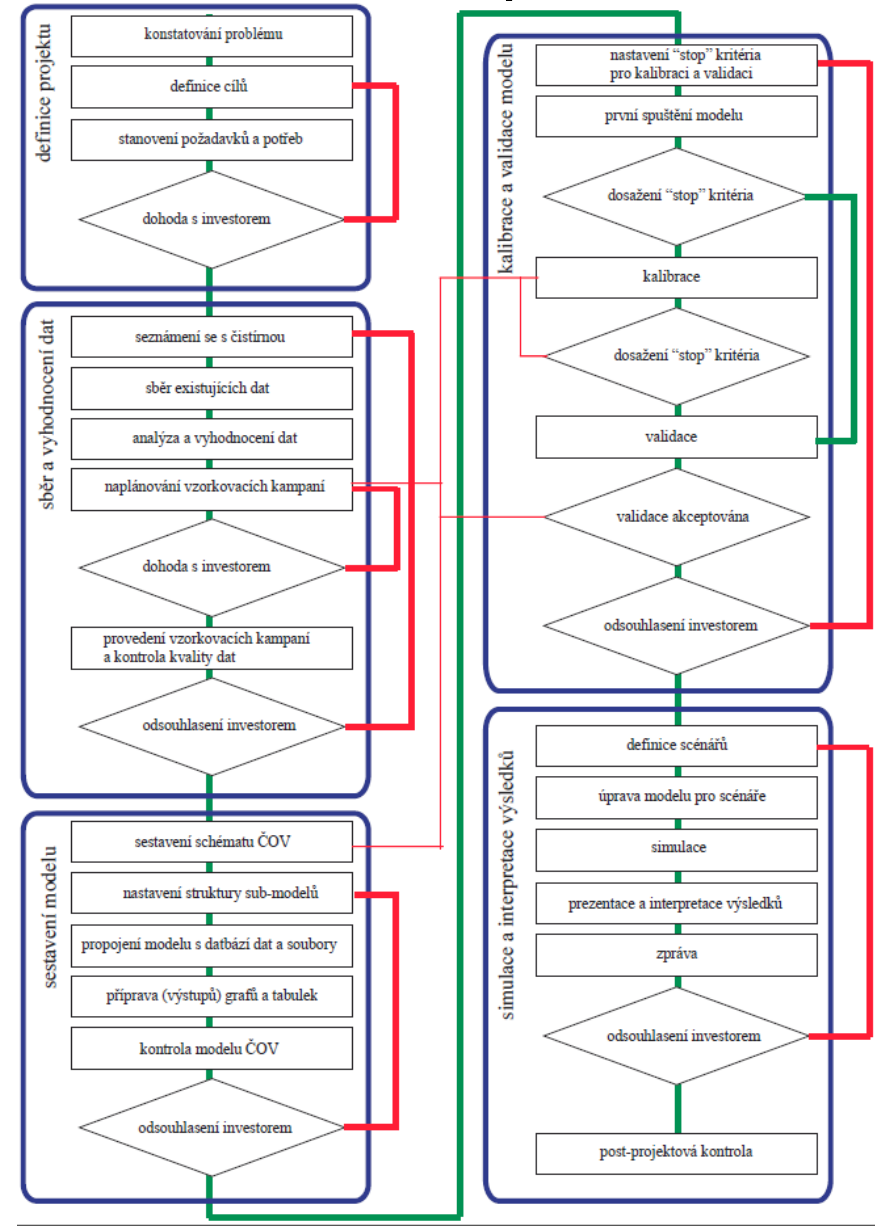 definice projektu
konstatování problému
definice cílů
stanovení požadavků a potřeb
dohoda s investorem
sběr a vyhodnocení dat
seznámení se s čistírnou
sběr existujících dat
analýza a vyhodnocení dat
naplánování vzorkovacích kampaní
dohoda s investorem
provedení vzorkovacích kampaní
a kontrola kvality dat
odsouhlasení investorem
sestavení modelu
sestavení schématu ČOV
nastavení struktury sub-modelů
propojení modelu s datbází dat a soubory
příprava (výstupů) grafů a tabulek
kontrola modelu ČOV
odsouhlasení investorem
kalibrace a validace modelu
nastavení “stop” kritéria
pro kalibraci a validaci
první spuštění modelu
dosažení “stop” kritéria
kalibrace
dosažení “stop” kritéria
validace
validace akceptována
odsouhlasení investorem
simulace a interpretace výsledků
definice scénářů
úprava modelu pro scénáře
simulace
prezentace a interpretace výsledků
zpráva
odsouhlasení investorem
post-projektová kontrola